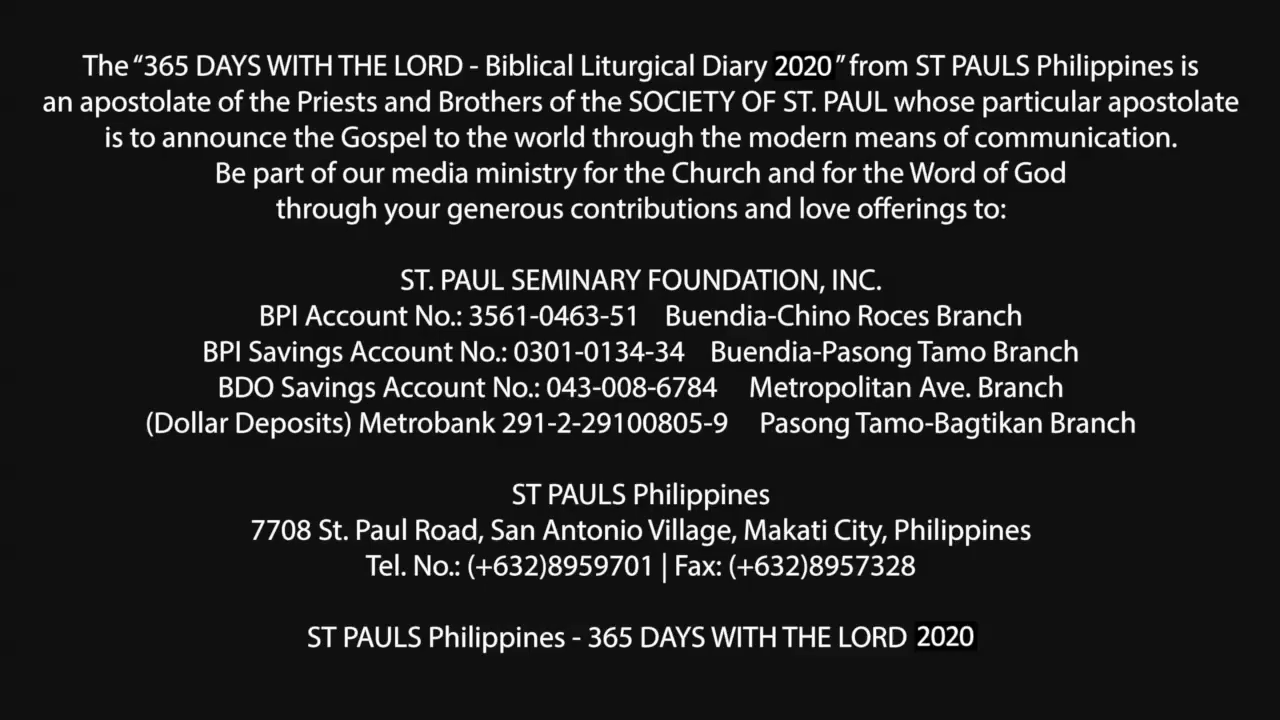 The “365 DAYS WITH THE LORD - Biblical Liturgical Diary 2020” from ST PAULS Philippines is
an apostolate of the Priests and Brothers of the SOCIETY OF ST. PAUL whose particular apostolate
is to announce the Gospel to the world through the modern means of communication.
Be part of our media ministry for the Church and for the Word of God
through your generous contributions and love offerings to:
ST. PAUL SEMINARY FOUNDATION, INC.
BPI Account No.: 3561-0463-51 Buendia-Chino Roces Branch
BPI Savings Account No.: 0301-0134-34 Buendia-Pasong Tamo Branch
BDO Savings Account No.: 043-008-6784 Metropolitan Ave. Branch
(Dollar Deposits) Metrobank 291-2-29100805-9 Pasong Tamo-Bagtikan Branch
ST PAULS Philippines
7708 St. Paul Road, San Antonio Village, Makati City, Philippines
Tel. No.: (+632)8959701 | Fax: (+632)8957328
ST PAULS Philippines - 365 DAYS WITH THE LORD 2020